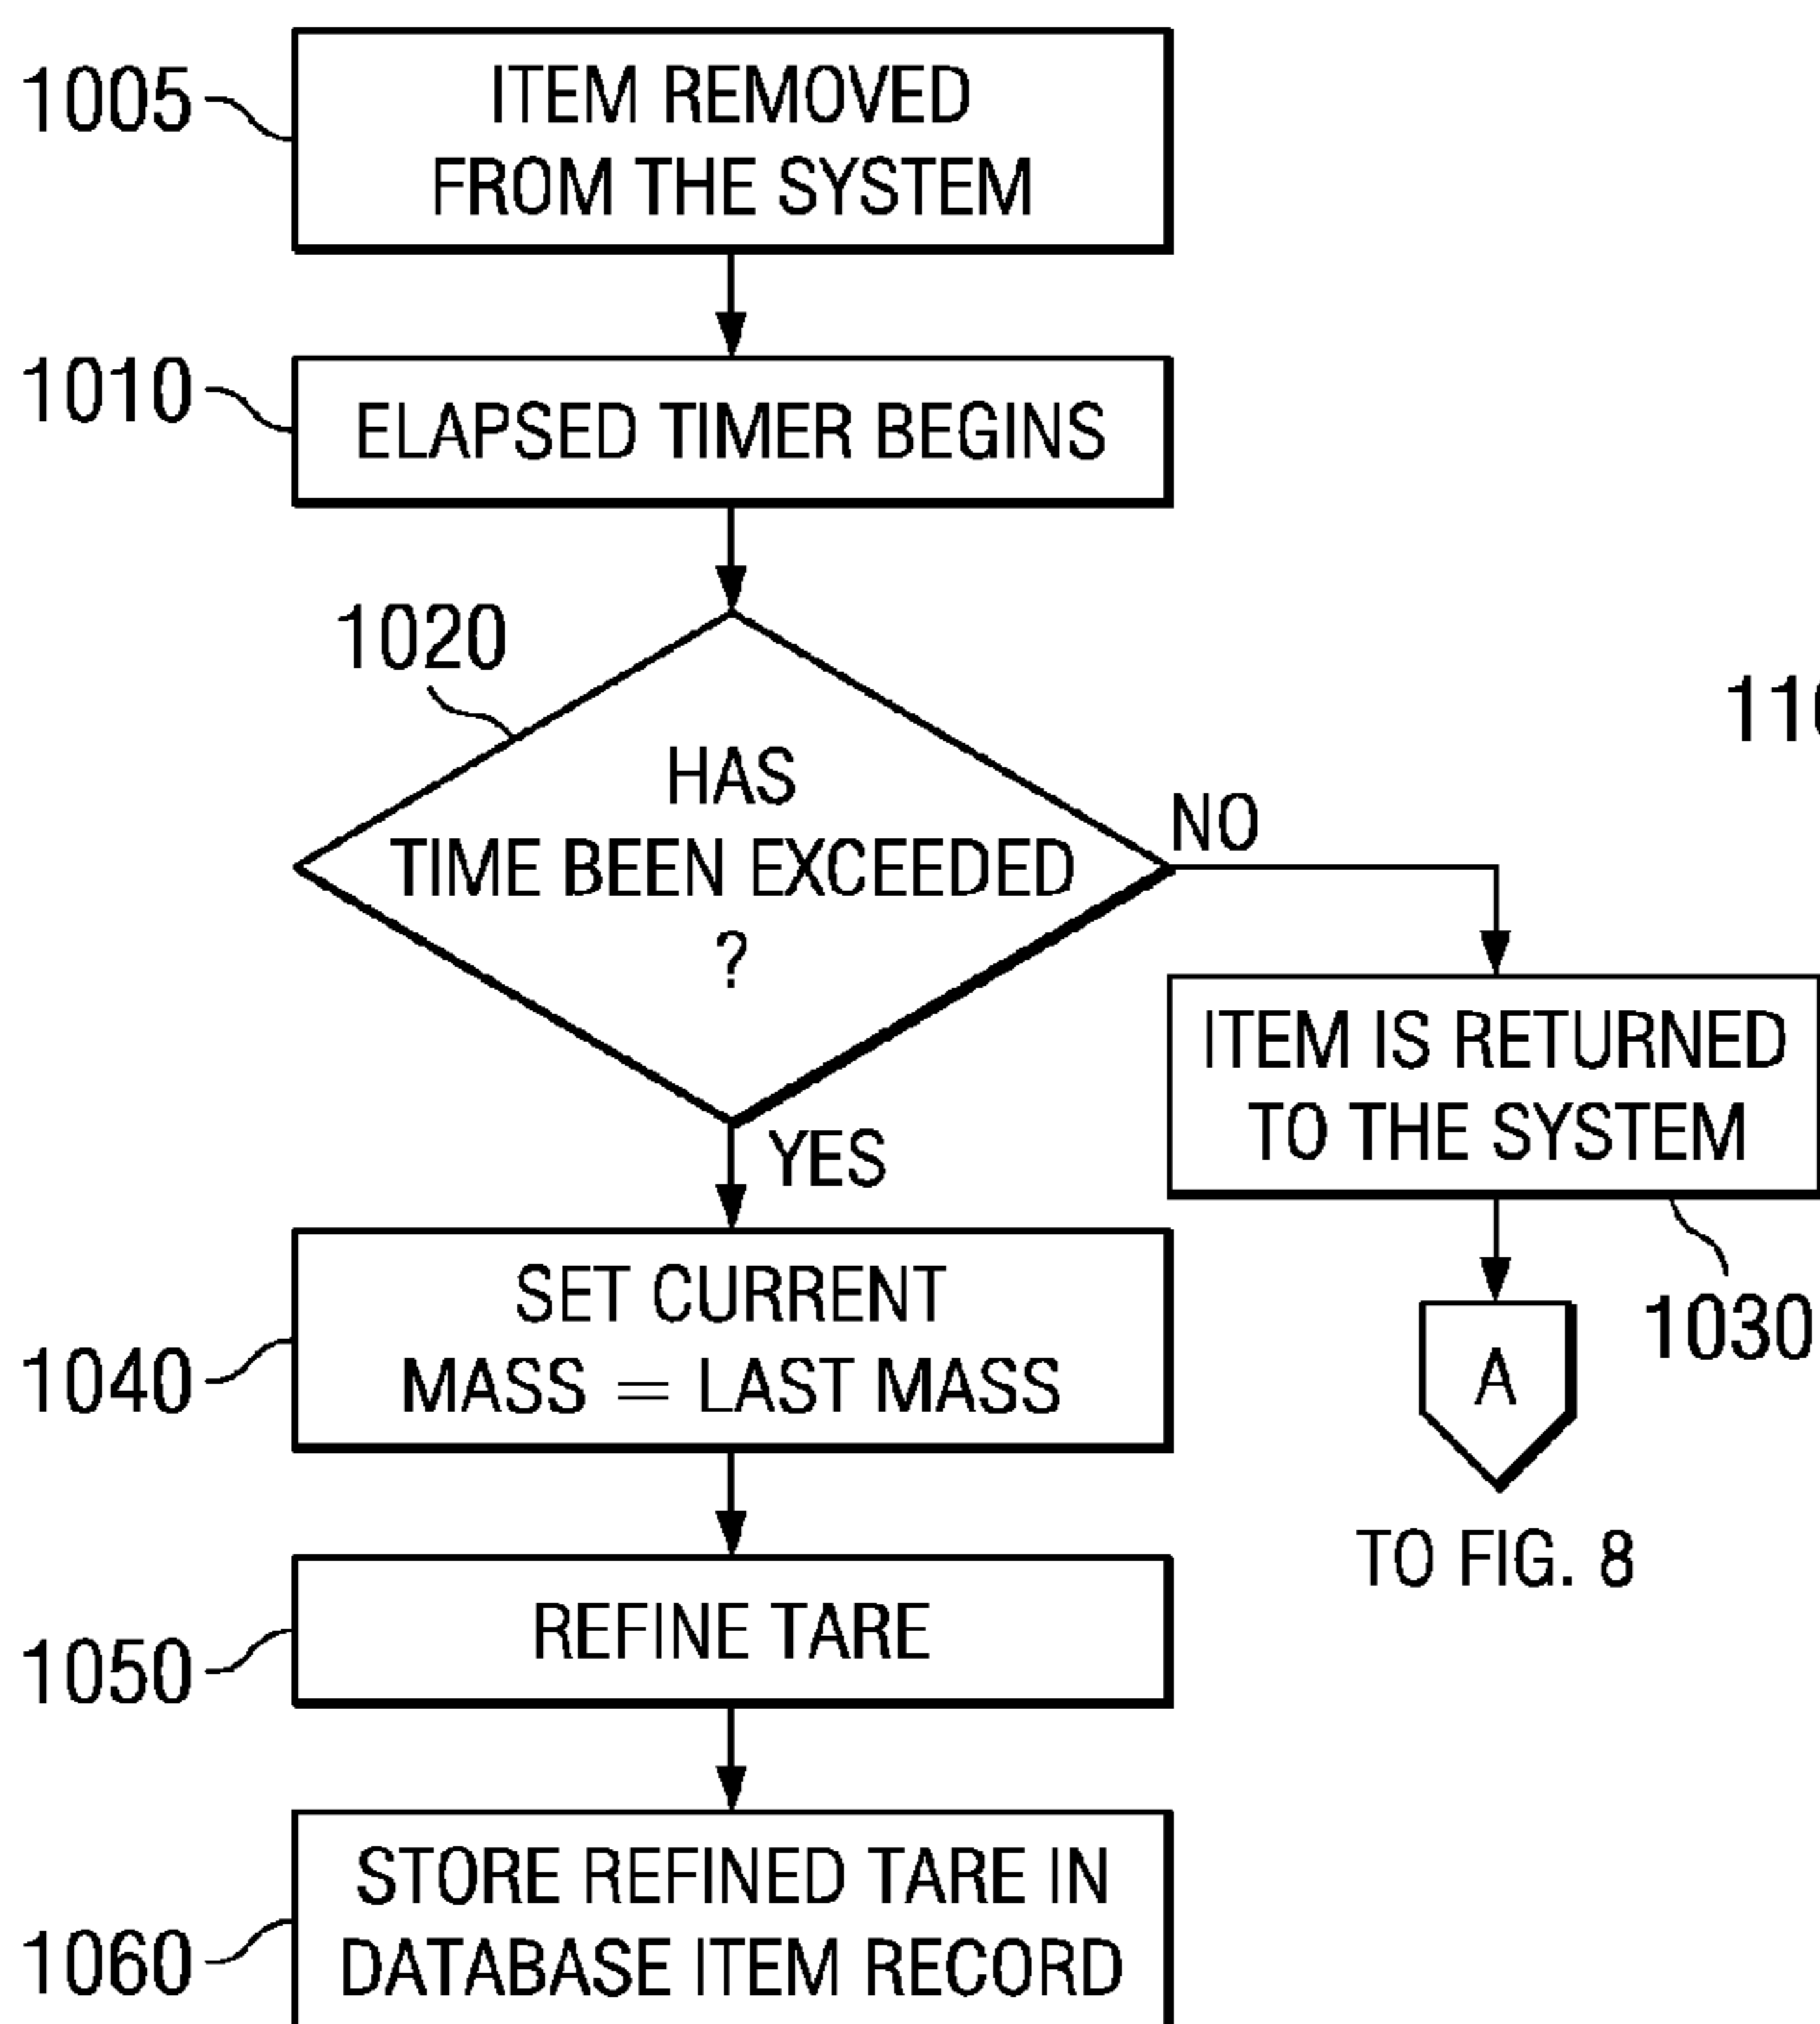 1005
ITEM REMOVED
FROM THE SYSTEM
1010
ELAPSED TIMER BEGINS
1020
HAS
TIME BEEN EXCEEDED
?
NO
YES
ITEM IS RETURNED
TO THE SYSTEM
1030
A
TO FIG. 8
1040
SET CURRENT
MASS = LAST MASS
1050
REFINE TARE
1060
STORE REFINED TARE IN
DATABASE ITEM RECORD